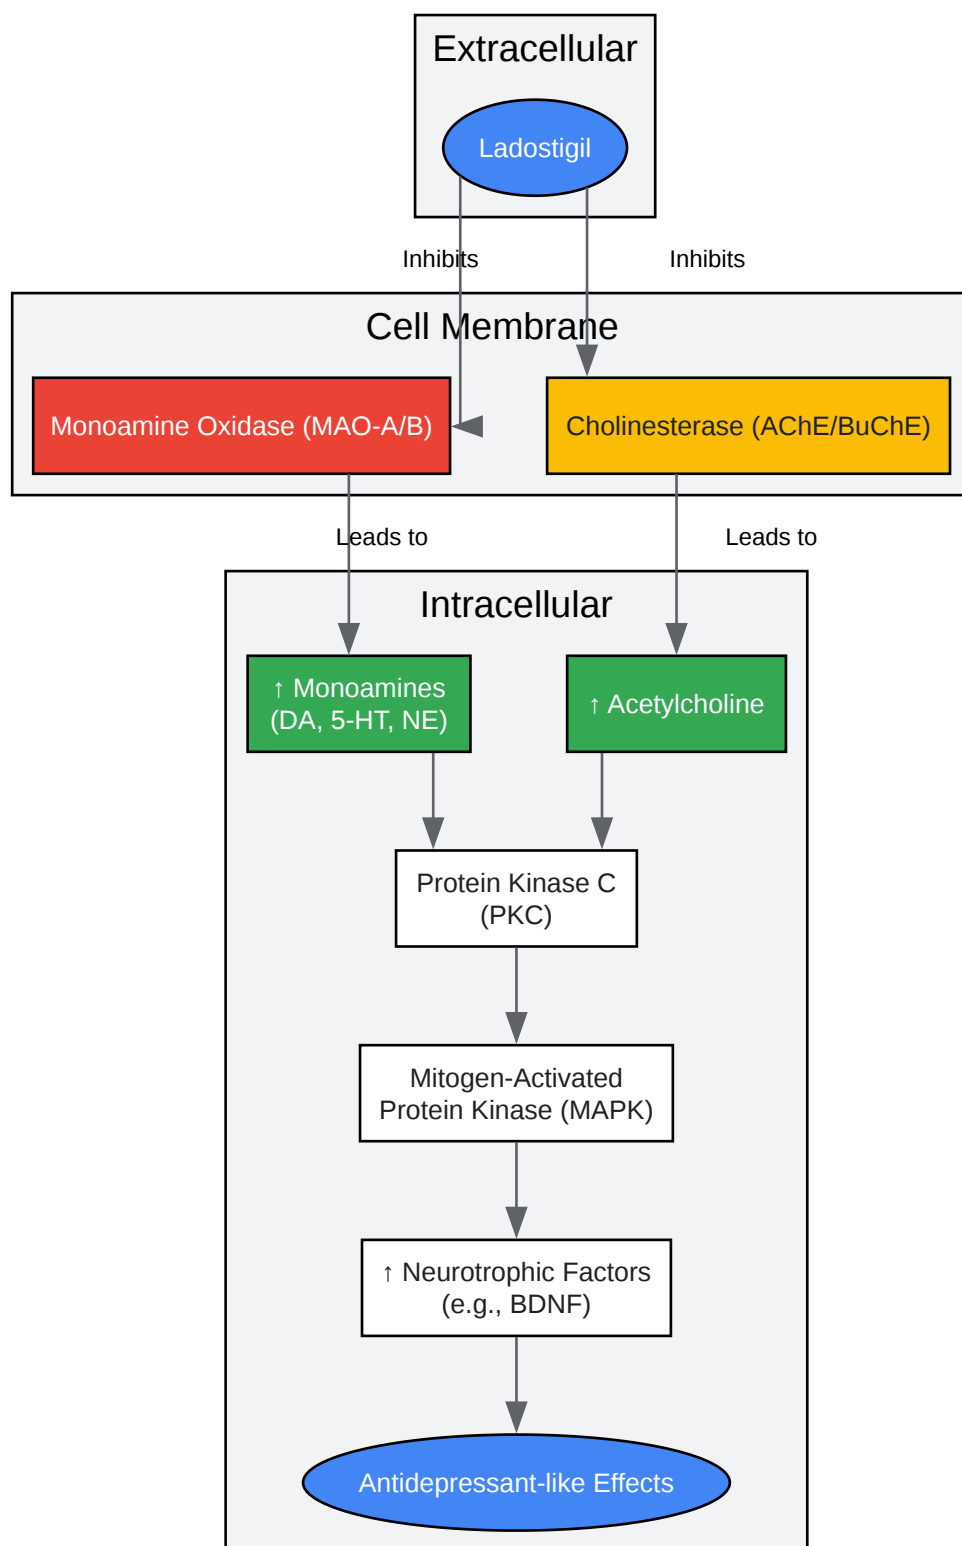 Extracellular
Ladostigil
Inhibits
Inhibits
Cell Membrane
Monoamine Oxidase (MAO-A/B)
Cholinesterase (AChE/BuChE)
Leads to
Leads to
Intracellular
↑ Monoamines
(DA, 5-HT, NE)
↑ Acetylcholine
Protein Kinase C
(PKC)
Mitogen-Activated
Protein Kinase (MAPK)
↑ Neurotrophic Factors
(e.g., BDNF)
Antidepressant-like Effects